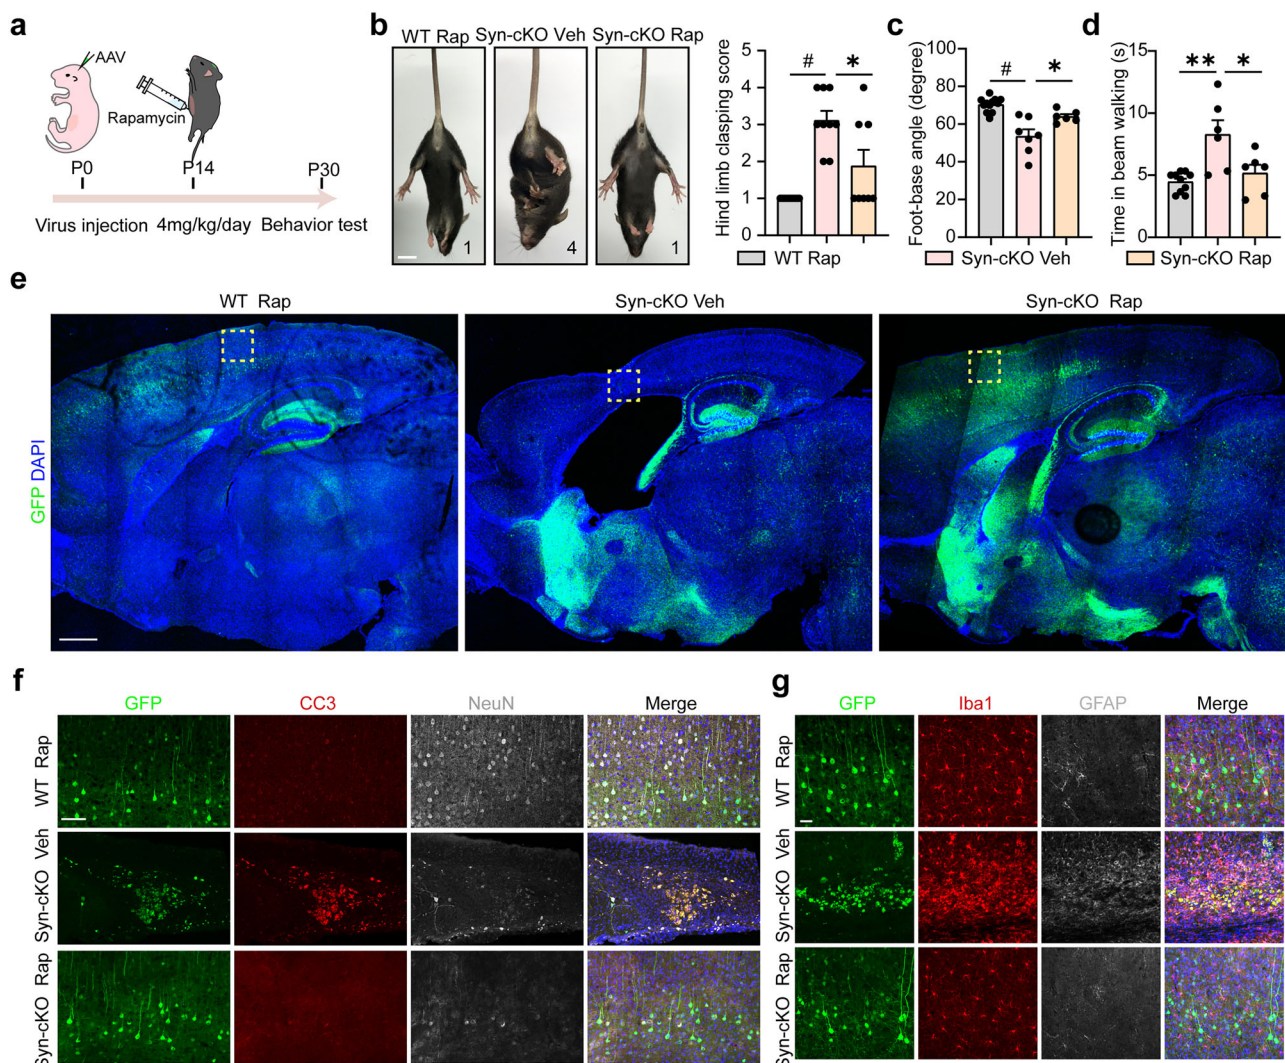 a
AAV
Rapamycin
P0
P14
P30
Virus injection
4mg/kg/day
Behavior test
b
WT Rap
Syn-cKO Veh
Syn-cKO Rap
1
4
1
Hind limb clasping score
5
4
3
2
1
0
#
*
WT Rap
c
Foot-base angle (degree)
100
80
60
40
20
0
#
*
Syn-cKO Veh
d
Time in beam walking (s)
15
10
5
0
**
*
Syn-cKO Rap
e
WT Rap
Syn-cKO Veh
Syn-cKO Rap
GFP DAPI
f
GFP
CC3
NeuN
Merge
WT Rap
Syn-cKO Veh
Syn-cKO Rap
g
GFP
Iba1
GFAP
Merge
WT Rap
Syn-cKO Veh
Syn-cKO Rap